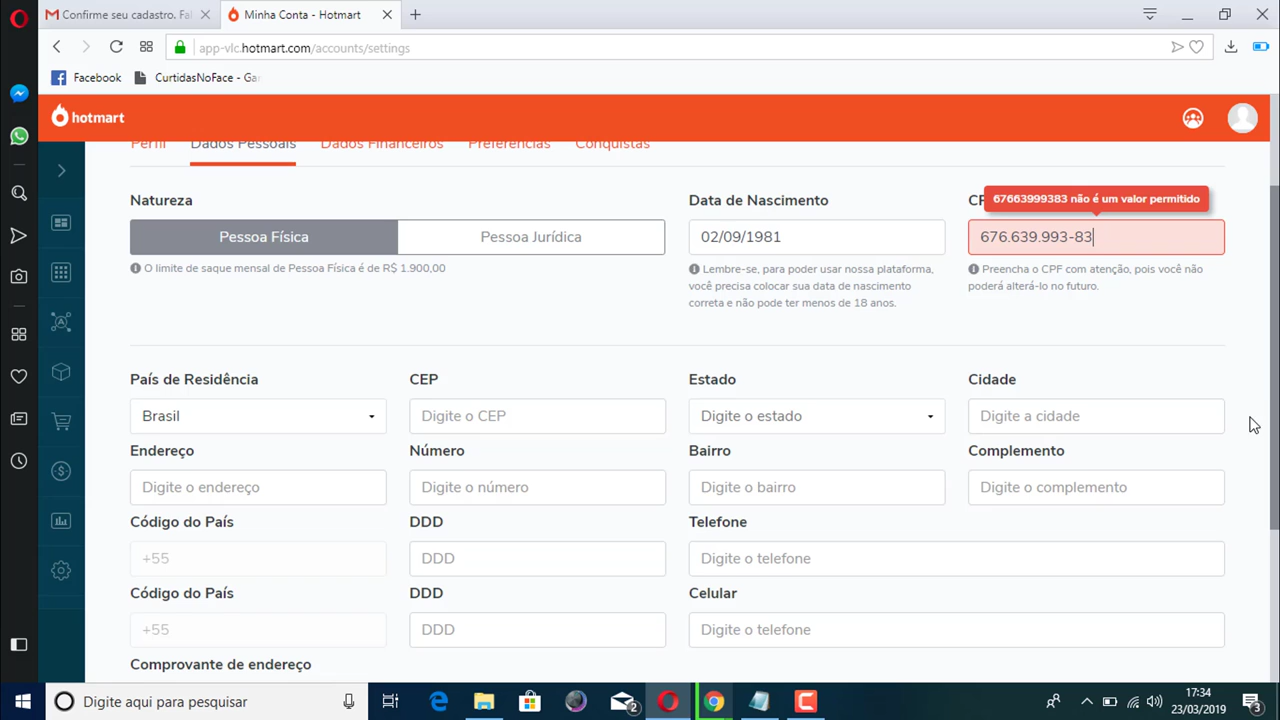 Confirme seu cadastro. Fal
Minha Conta - Hotmart
app-vlc.hotmart.com/accounts/settings
Facebook
CurtidasNoFace - Gar
hotmart
Perfil
Dados Pessoais
Dados Financeiros
Preferências
Conquistas
Natureza
Data de Nascimento
CP
67663999383 não é um valor permitido
Pessoa Física
Pessoa Jurídica
02/09/1981
676.639.993-83
O limite de saque mensal de Pessoa Física é de R$ 1.900,00
Lembre-se, para poder usar nossa plataforma,
você precisa colocar sua data de nascimento
correta e não pode ter menos de 18 anos.
Preencha o CPF com atenção, pois você não
poderá alterá-lo no futuro.
País de Residência
CEP
Estado
Cidade
Brasil
Digite o CEP
Digite o estado
Digite a cidade
Endereço
Número
Bairro
Complemento
Digite o endereço
Digite o número
Digite o bairro
Digite o complemento
Código do País
DDD
Telefone
+55
DDD
Digite o telefone
Código do País
DDD
Celular
+55
DDD
Digite o telefone
Comprovante de endereço
Digite aqui para pesquisar
2
17:34
23/03/2019
3